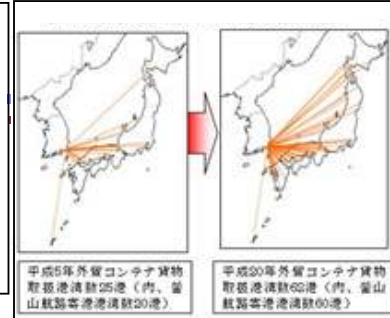 平成5年外貿コンテナ貨物
取扱港湾数25港（内、釜
山航路寄港港湾数20港）
平成20年外貿コンテナ貨物
取扱港湾数62港（内、釜
山航路寄港港湾数60港）